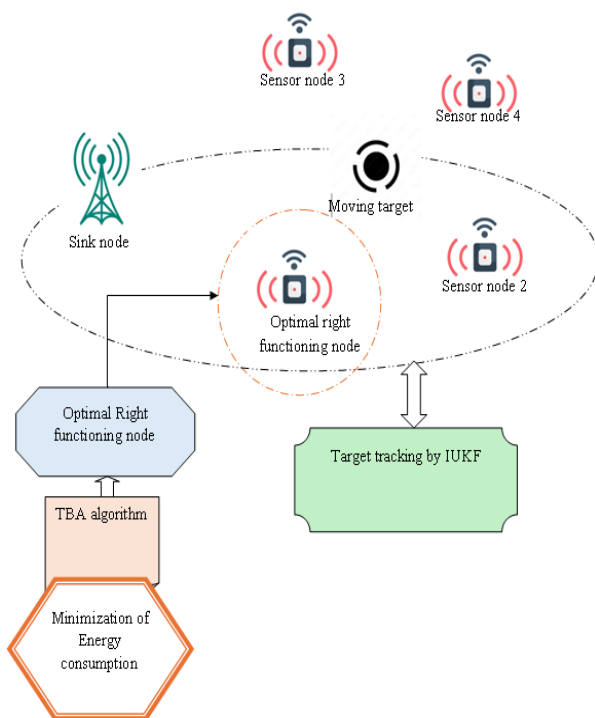 Sensor node 3
Sensor node 4
Moving target
Sink node
Sensor node 2
Optimal right
functioning node
Optimal Right
functioning node
Target tracking by IUKF
TBA algorithm
Minimization of
Energy
consumption